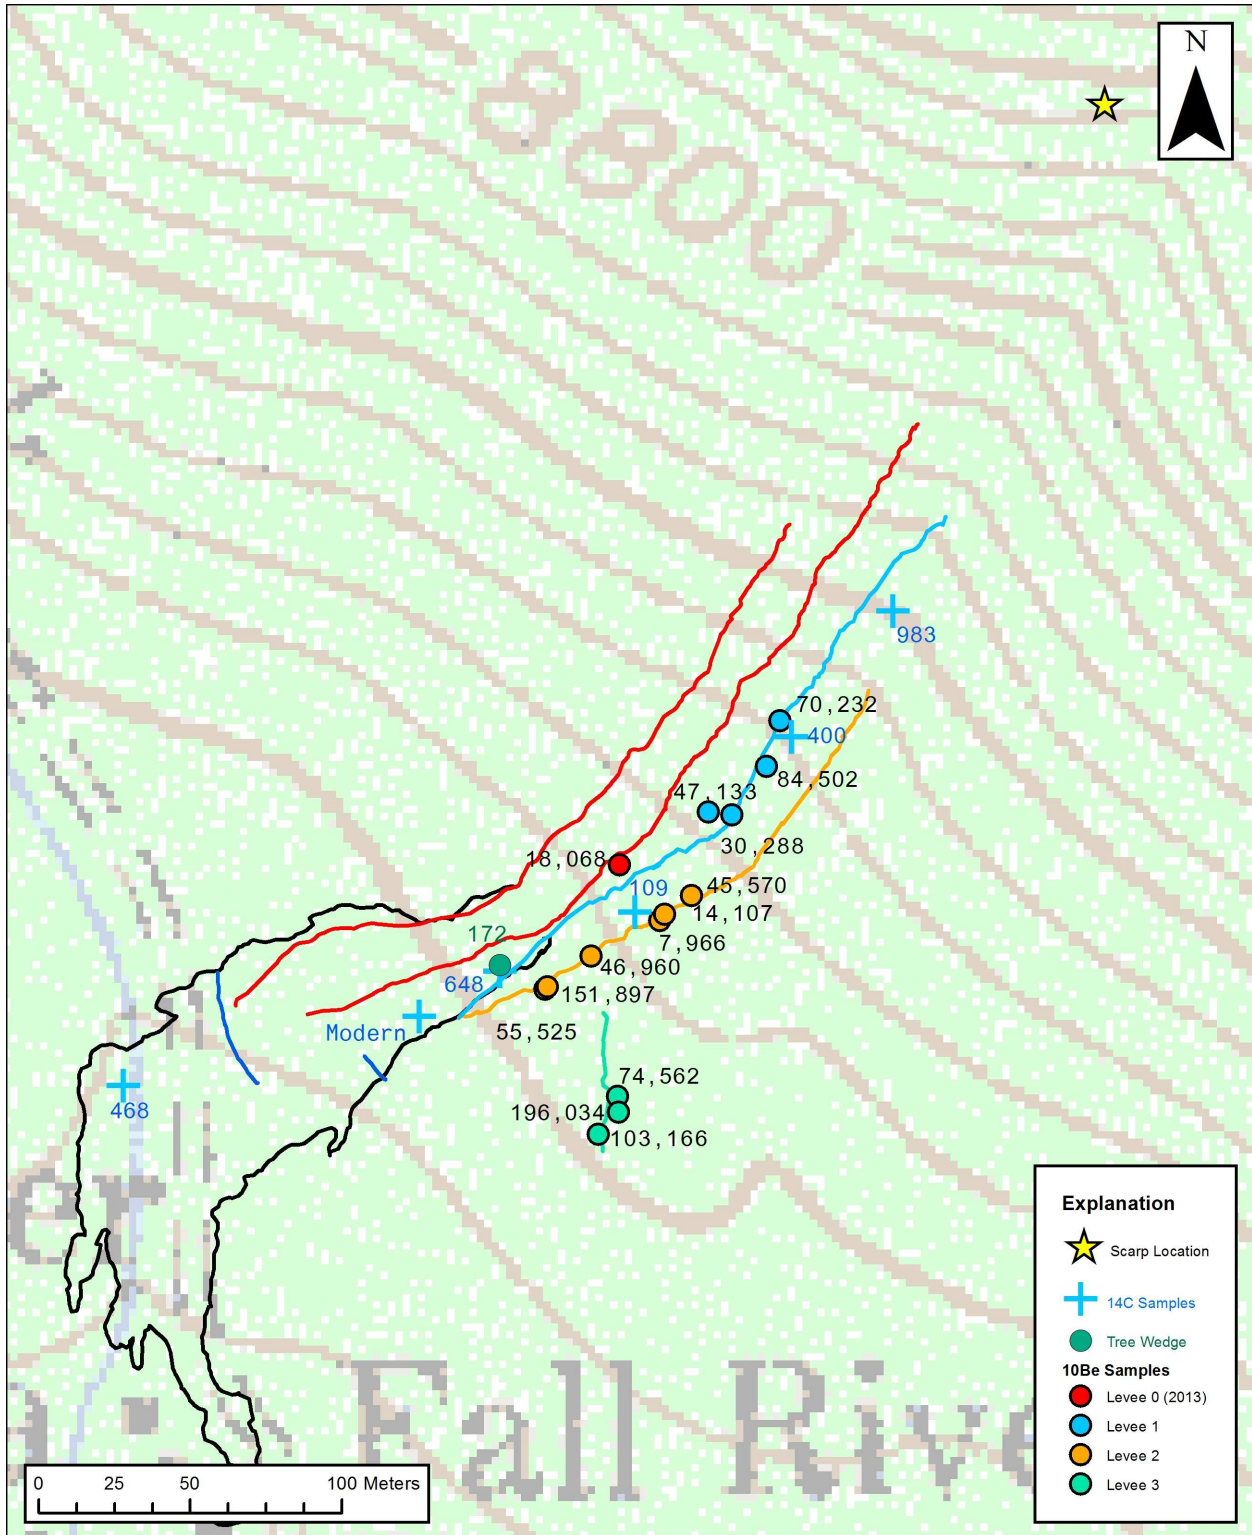 N
8800
983
70,232
400
84,502
47,133
30,288
18,068
109
45,570
14,107
7,966
172
46,960
648
151,897
Modern
55,525
74,562
468
196,034
103,166
Fall Rive
Explanation
Scarp Location
14C Samples
Tree Wedge
10Be Samples
Levee 0 (2013)
Levee 1
Levee 2
Levee 3
0 25 50 100 Meters